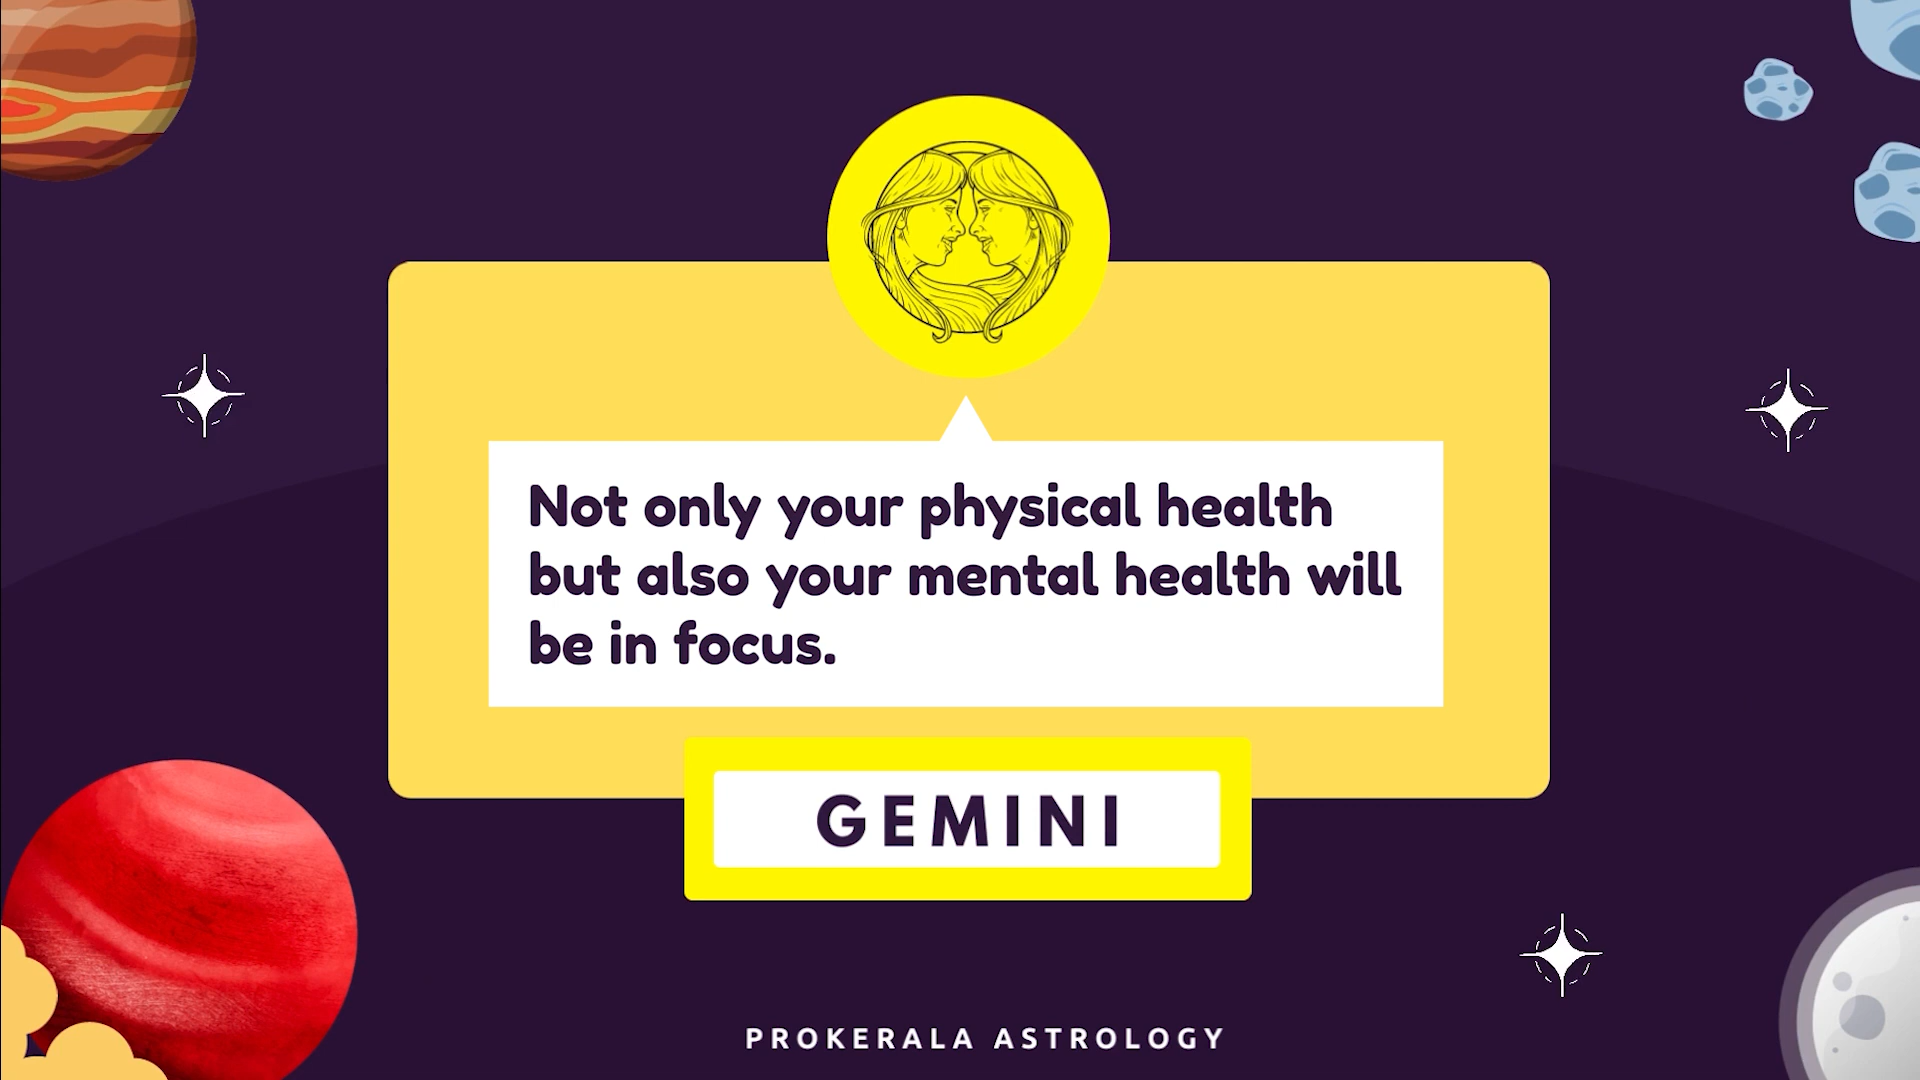 Not only your physical health
but also your mental health will
be in focus.
GEMINI
PROKERALA ASTROLOGY